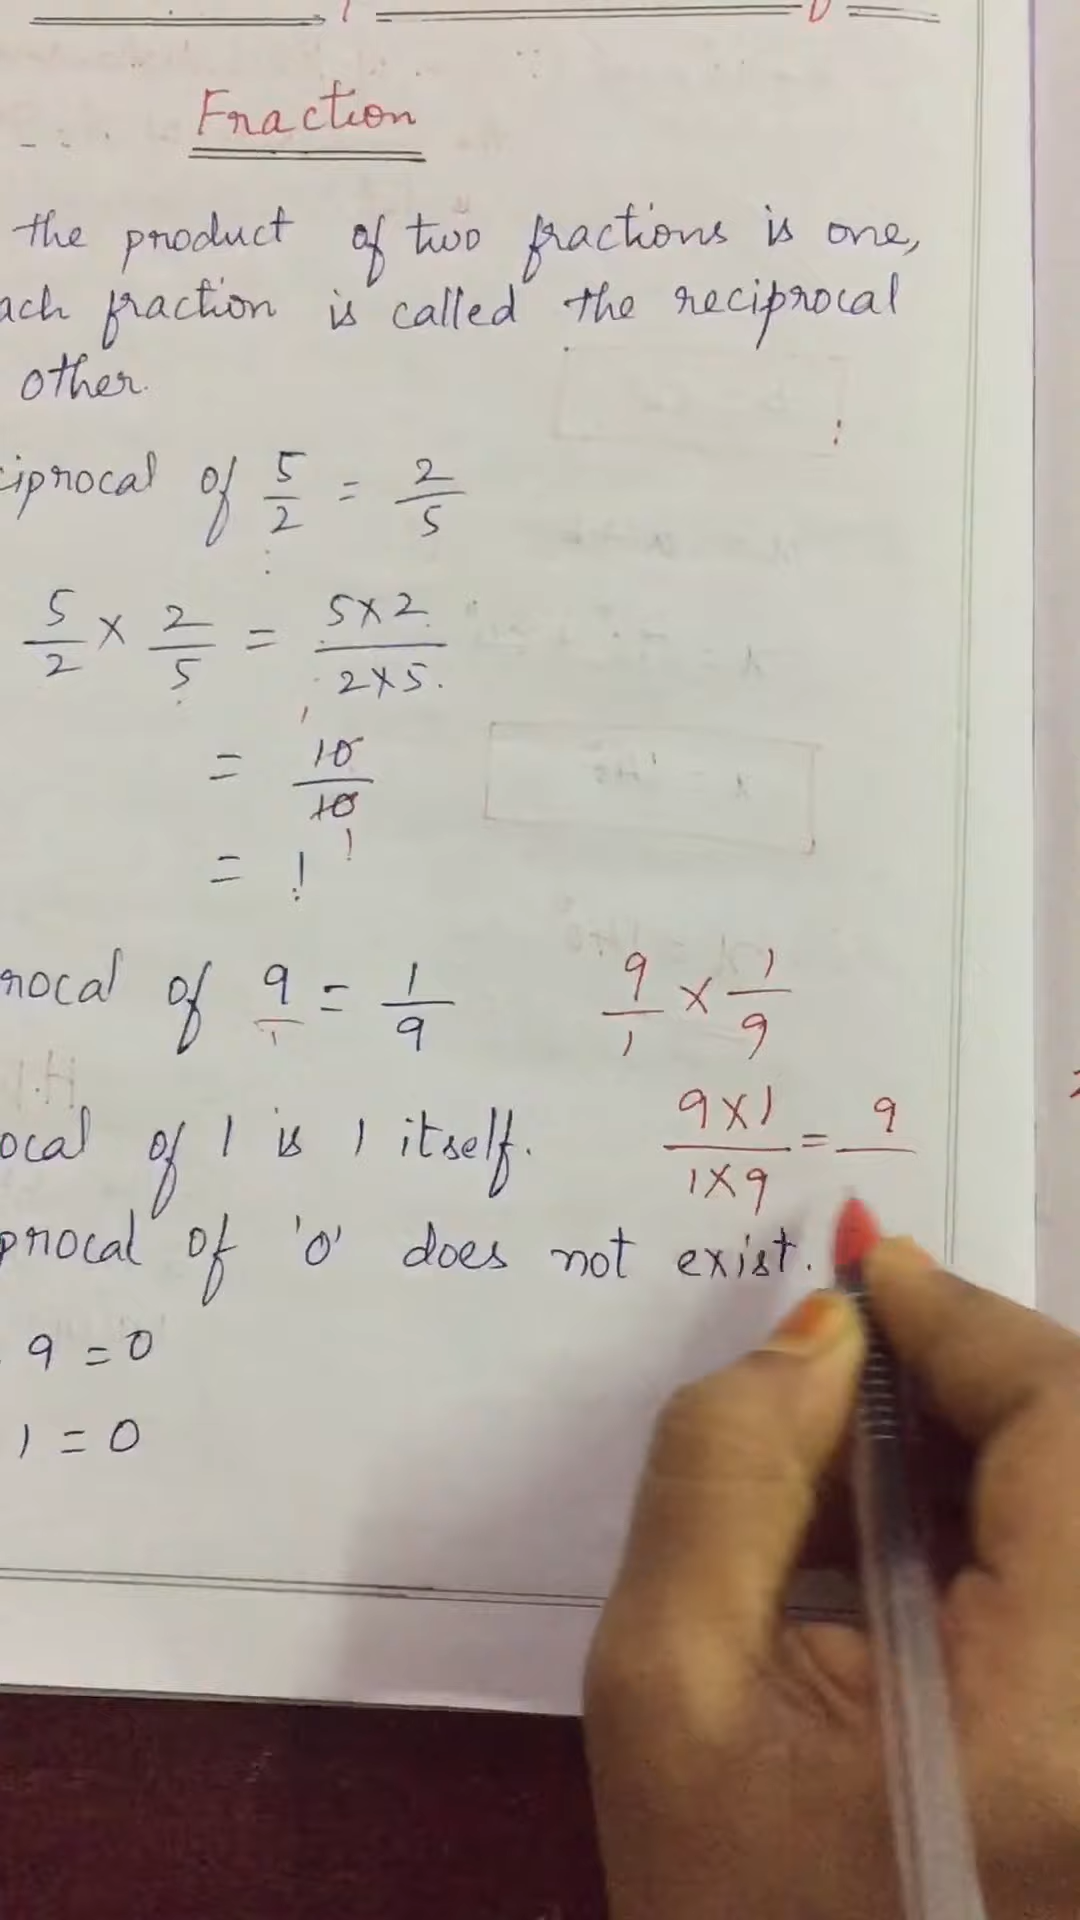 Fraction
the product of two fractions is one,
ach fraction is called the reciprocal
other.
ciprocal of 5/2 = 2/5
5/2 × 2/5 = 5×2/2×5
= 10/10
= 1
rocal of 9/1 = 1/9
9/1 × 1/9
ocal of 1 is 1 itself.
9×1/1×9 = 9
procal of '0' does not exist.
9 = 0
1 = 0